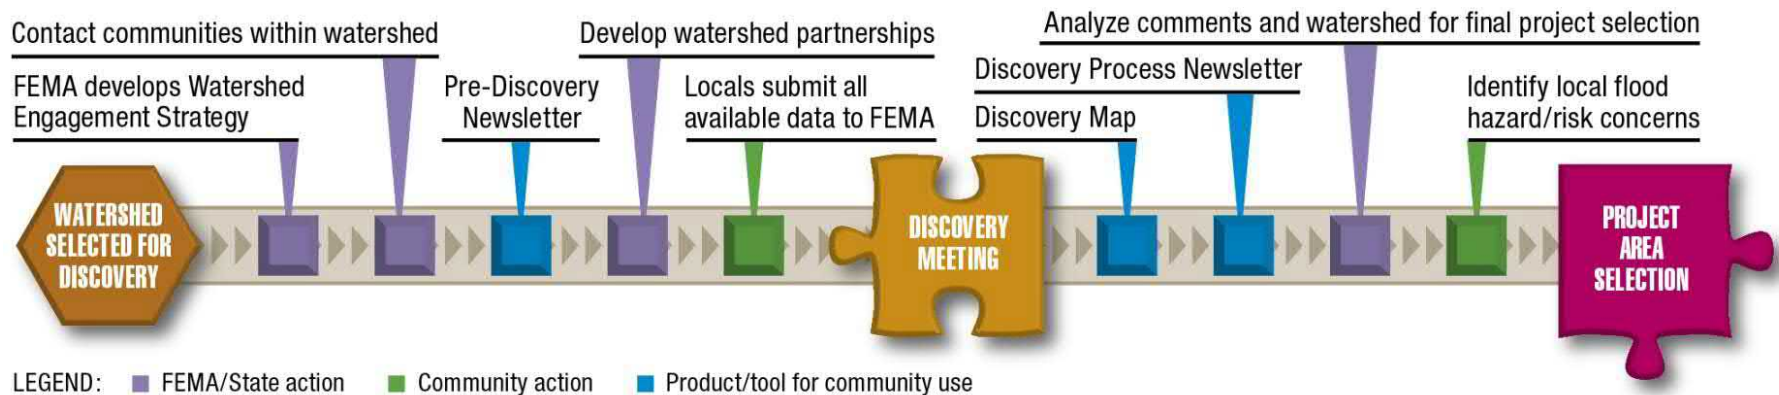 Contact communities within watershed
FEMA develops Watershed
Engagement Strategy
Pre-Discovery
Newsletter
Develop watershed partnerships
Locals submit all
available data to FEMA
Analyze comments and watershed for final project selection
Discovery Process Newsletter
Discovery Map
Identify local flood
hazard/risk concerns
WATERSHED
SELECTED FOR
DISCOVERY
DISCOVERY
MEETING
PROJECT
AREA
SELECTION
LEGEND: FEMA/State action Community action Product/tool for community use